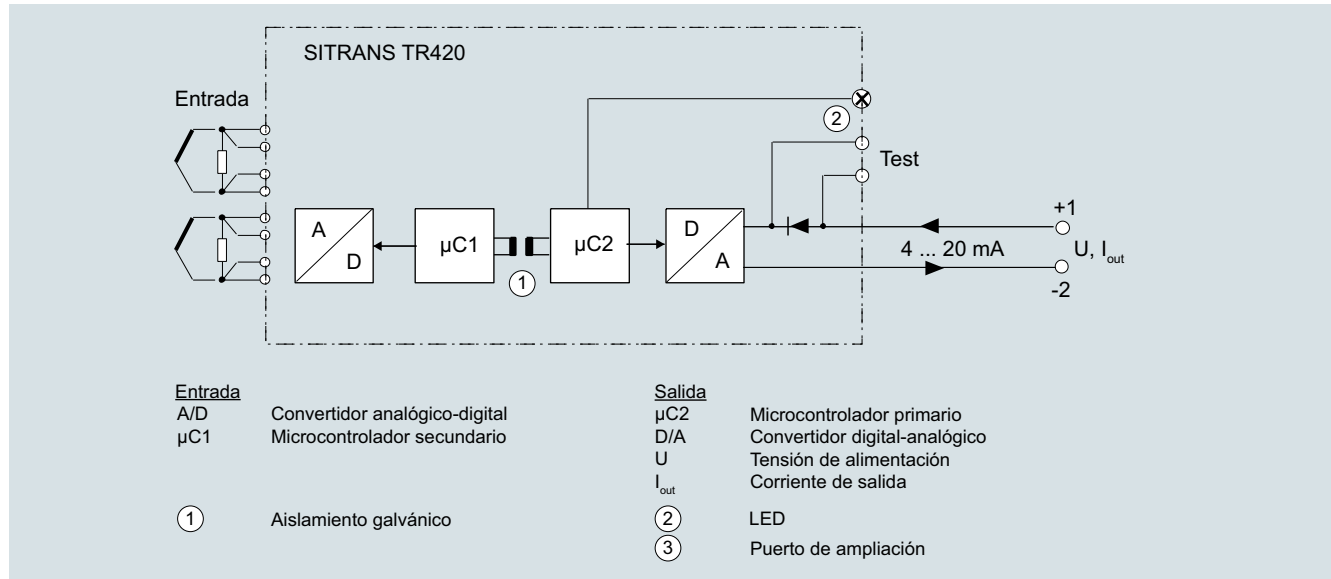 SITRANS TR420
Entrada
2
Test
A
D
µC1
µC2
D
A
1
4 ... 20 mA
+1
U, Iout
-2
Entrada
A/D Convertidor analógico-digital
µC1 Microcontrolador secundario
1 Aislamiento galvánico
Salida
µC2 Microcontrolador primario
D/A Convertidor digital-analógico
U Tensión de alimentación
Iout Corriente de salida
2 LED
3 Puerto de ampliación